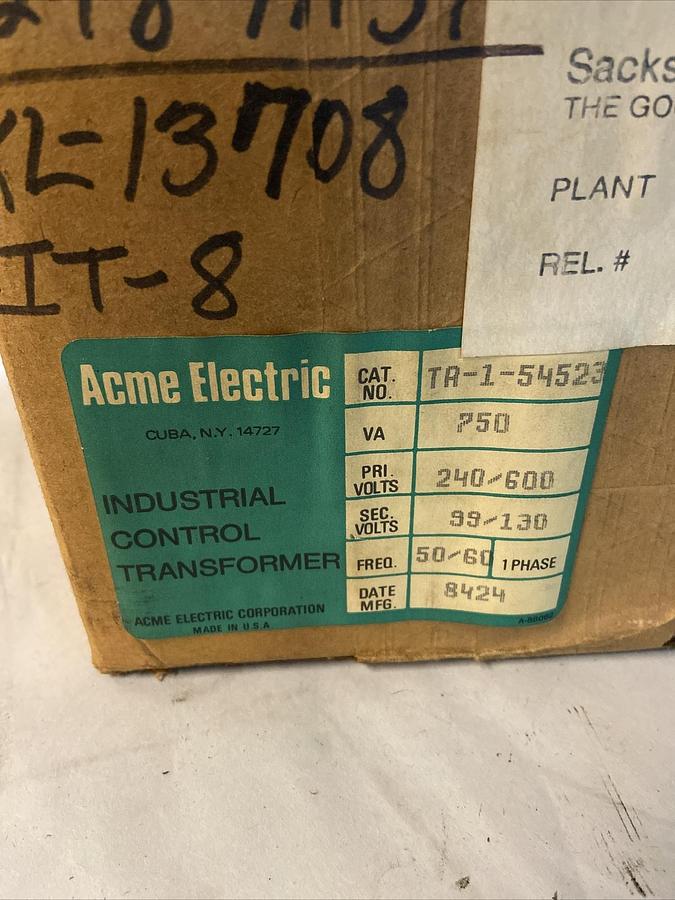 XL-13708
IT-8
Sacks
THE GO
PLANT
REL. #
Acme Electric
CUBA, N.Y. 14727
INDUSTRIAL
CONTROL
TRANSFORMER
ACME ELECTRIC CORPORATION
MADE IN U.S.A
CAT. NO. TA-1-54523
VA 750
PRI. VOLTS 240/600
SEC. VOLTS 99/130
FREQ. 50/60 1 PHASE
DATE MFG. 8424